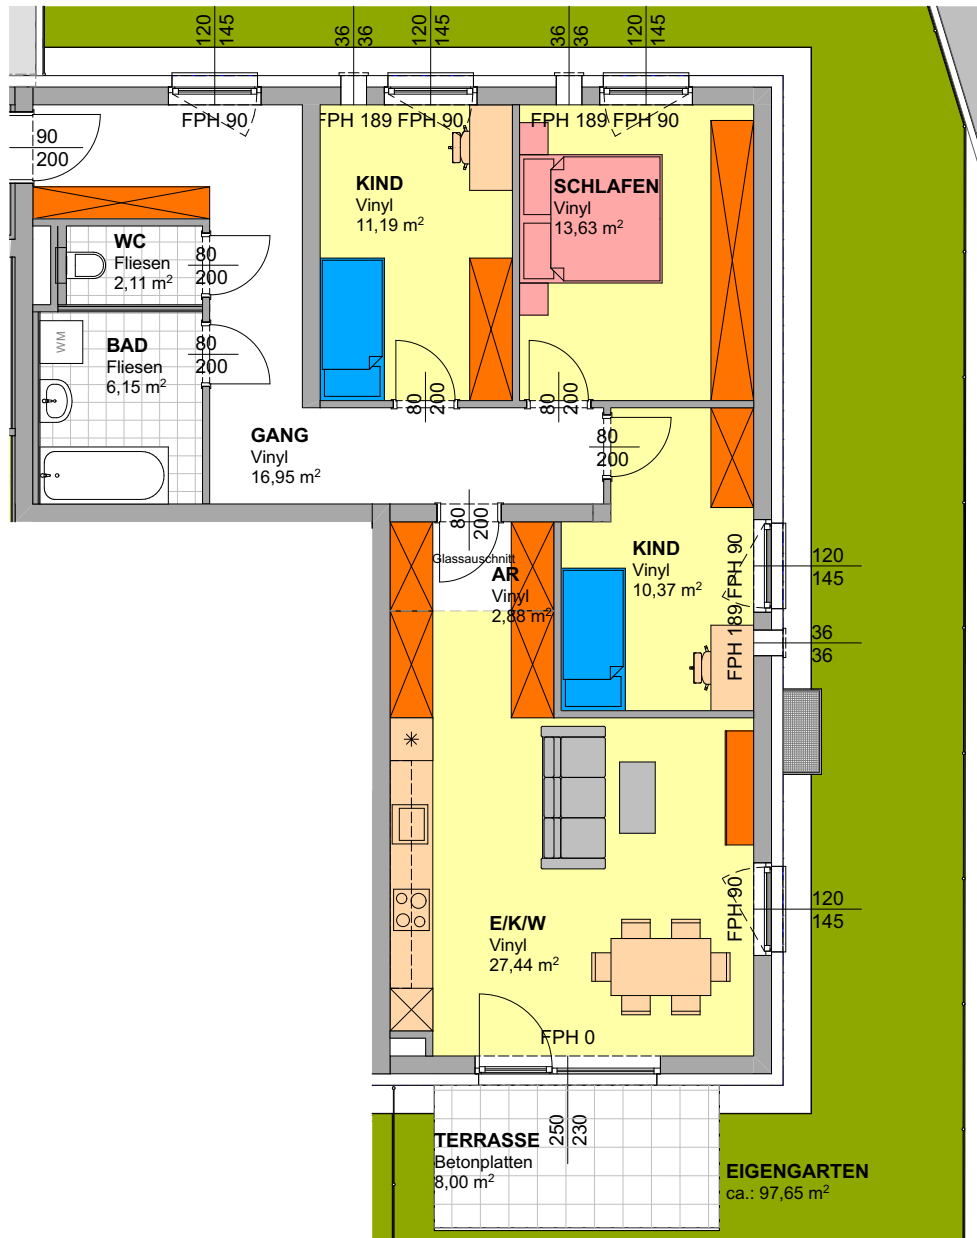 120
145
36
36
120
145
36
36
120
145
FPH 90
FPH 189
FPH 90
FPH 189
FPH 90
90
200
KIND
Vinyl
11,19 m²
SCHLAFEN
Vinyl
13,63 m²
WC
Fliesen
2,11 m²
80
200
WM
BAD
Fliesen
6,15 m²
80
200
80
200
80
200
GANG
Vinyl
16,95 m²
80
200
80
200
Glassauschnitt
AR
Vinyl
2,88 m²
KIND
Vinyl
10,37 m²
FPH 189/FPH 90
120
145
36
36
E/K/W
Vinyl
27,44 m²
FPH 90
120
145
FPH 0
250
230
TERRASSE
Betonplatten
8,00 m²
EIGENGARTEN
ca.: 97,65 m²